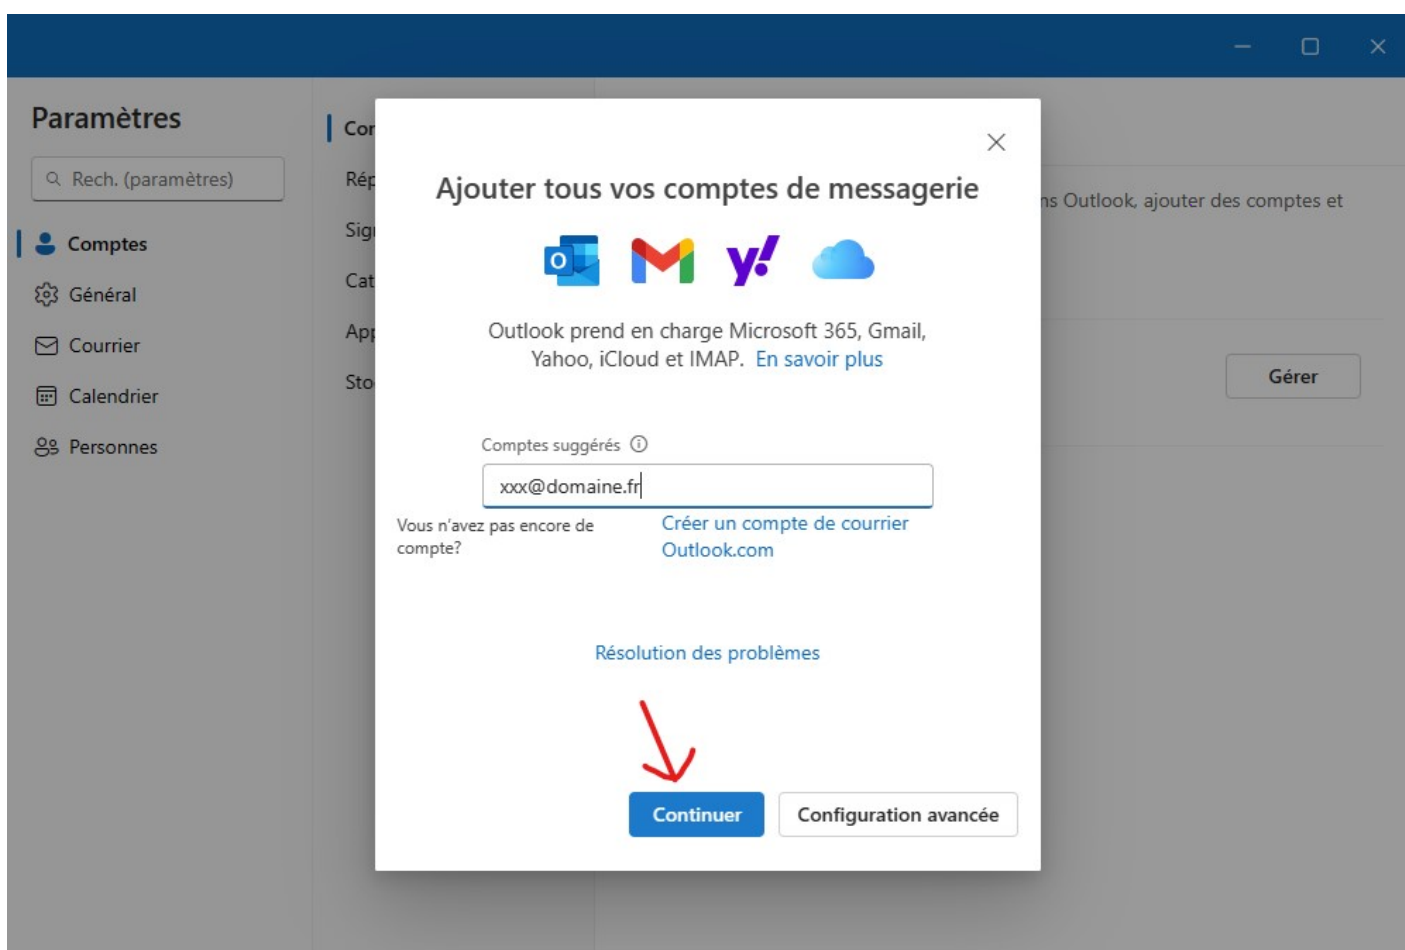 Paramètres
Rech. (paramètres)
Comptes
Général
Courrier
Calendrier
Personnes
Ajouter tous vos comptes de messagerie
Outlook prend en charge Microsoft 365, Gmail,
Yahoo, iCloud et IMAP. En savoir plus
Comptes suggérés
xxx@domaine.fr
Vous n'avez pas encore de
compte?
Créer un compte de courrier
Outlook.com
Résolution des problèmes
Continuer
Configuration avancée
Outlook, ajouter des comptes et
Gérer